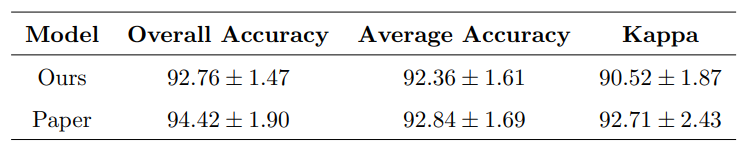 Model Overall Accuracy Average Accuracy Kappa
Ours 92.76 ± 1.47 92.36 ± 1.61 90.52 ± 1.87
Paper 94.42 ± 1.90 92.84 ± 1.69 92.71 ± 2.43